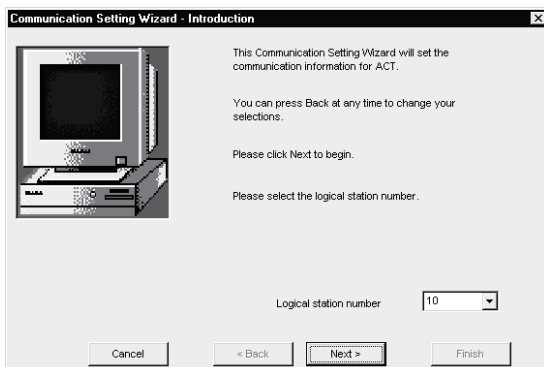 Communication Setting Wizard - Introduction
This Communication Setting Wizard will set the
communication information for ACT.
You can press Back at any time to change your
selections.
Please click Next to begin.
Please select the logical station number.
Logical station number
10
Cancel
< Back
Next >
Finish